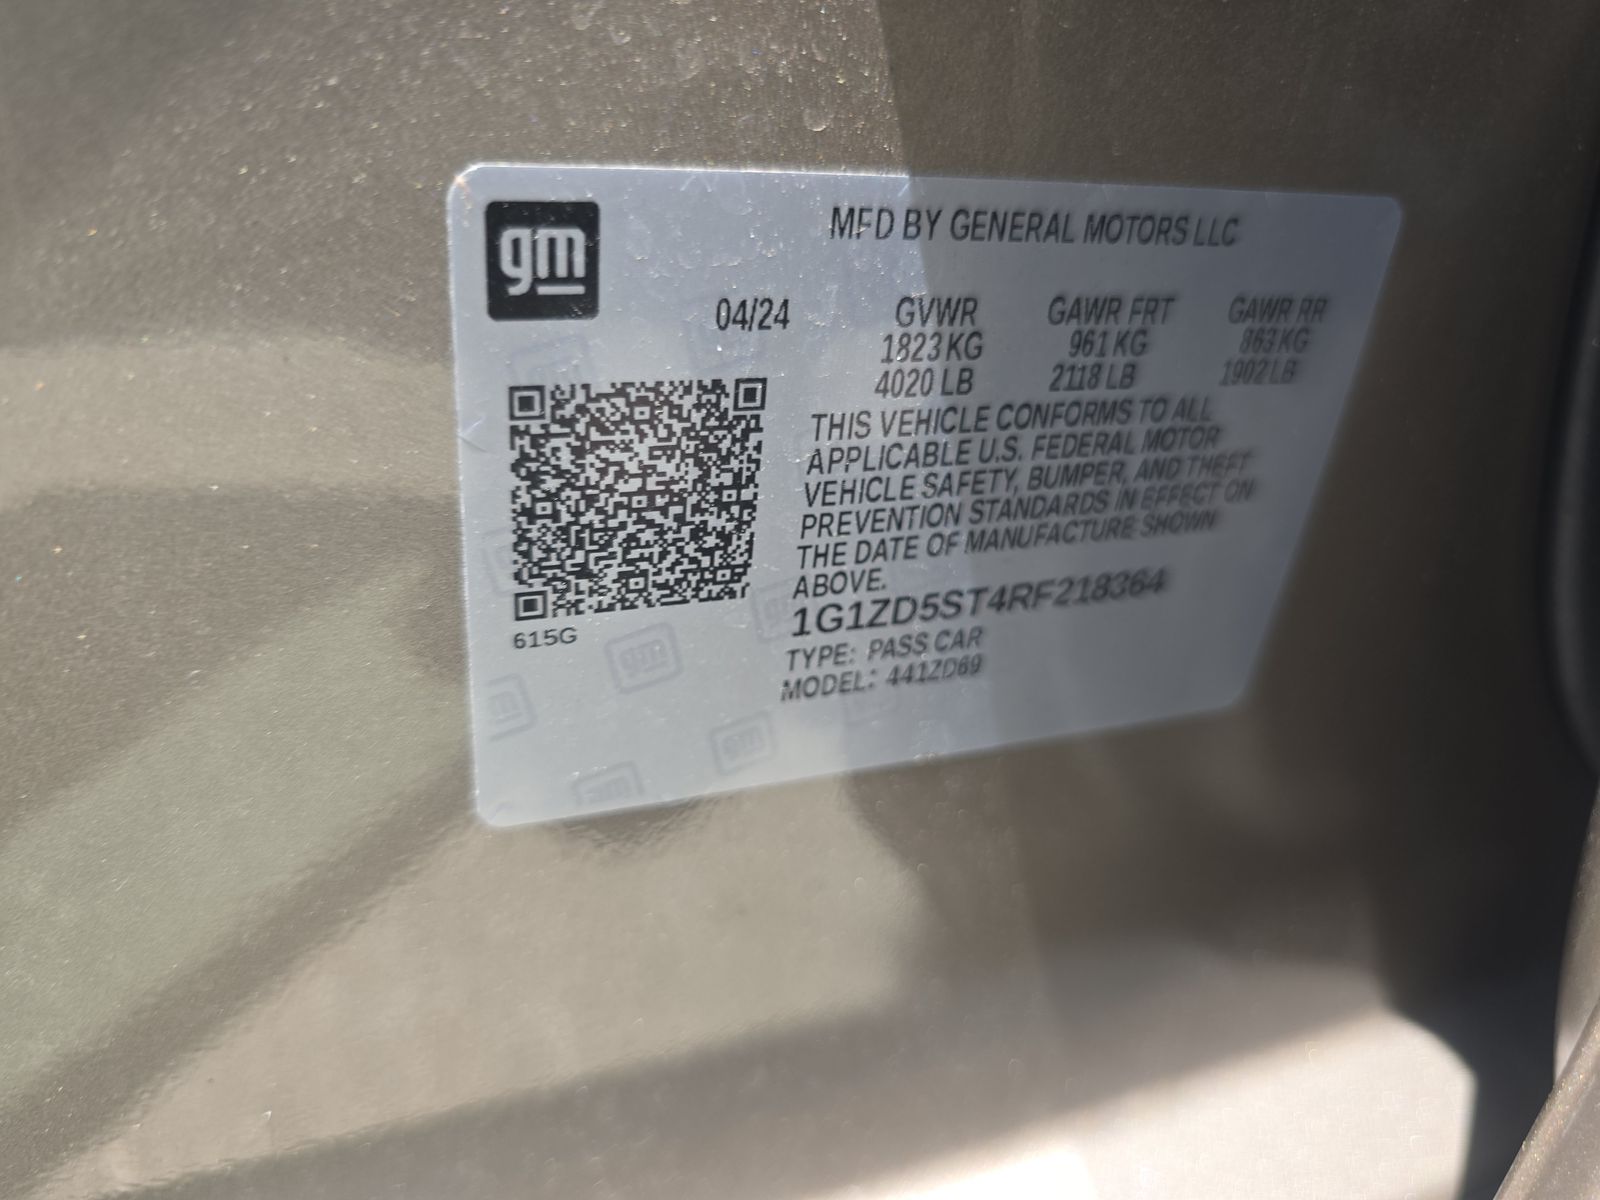 gm
MFD BY GENERAL MOTORS LLC
04/24
GVWR GAWR FRT GAWR RR
1823 KG 961 KG 863 KG
4020 LB 2118 LB 1902 LB
THIS VEHICLE CONFORMS TO ALL
APPLICABLE U.S. FEDERAL MOTOR
VEHICLE SAFETY, BUMPER, AND THEFT
PREVENTION STANDARDS IN EFFECT ON
THE DATE OF MANUFACTURE SHOWN
ABOVE.
1G1ZD5ST4RF218364
TYPE: PASS CAR
MODEL: 441ZD69
615G